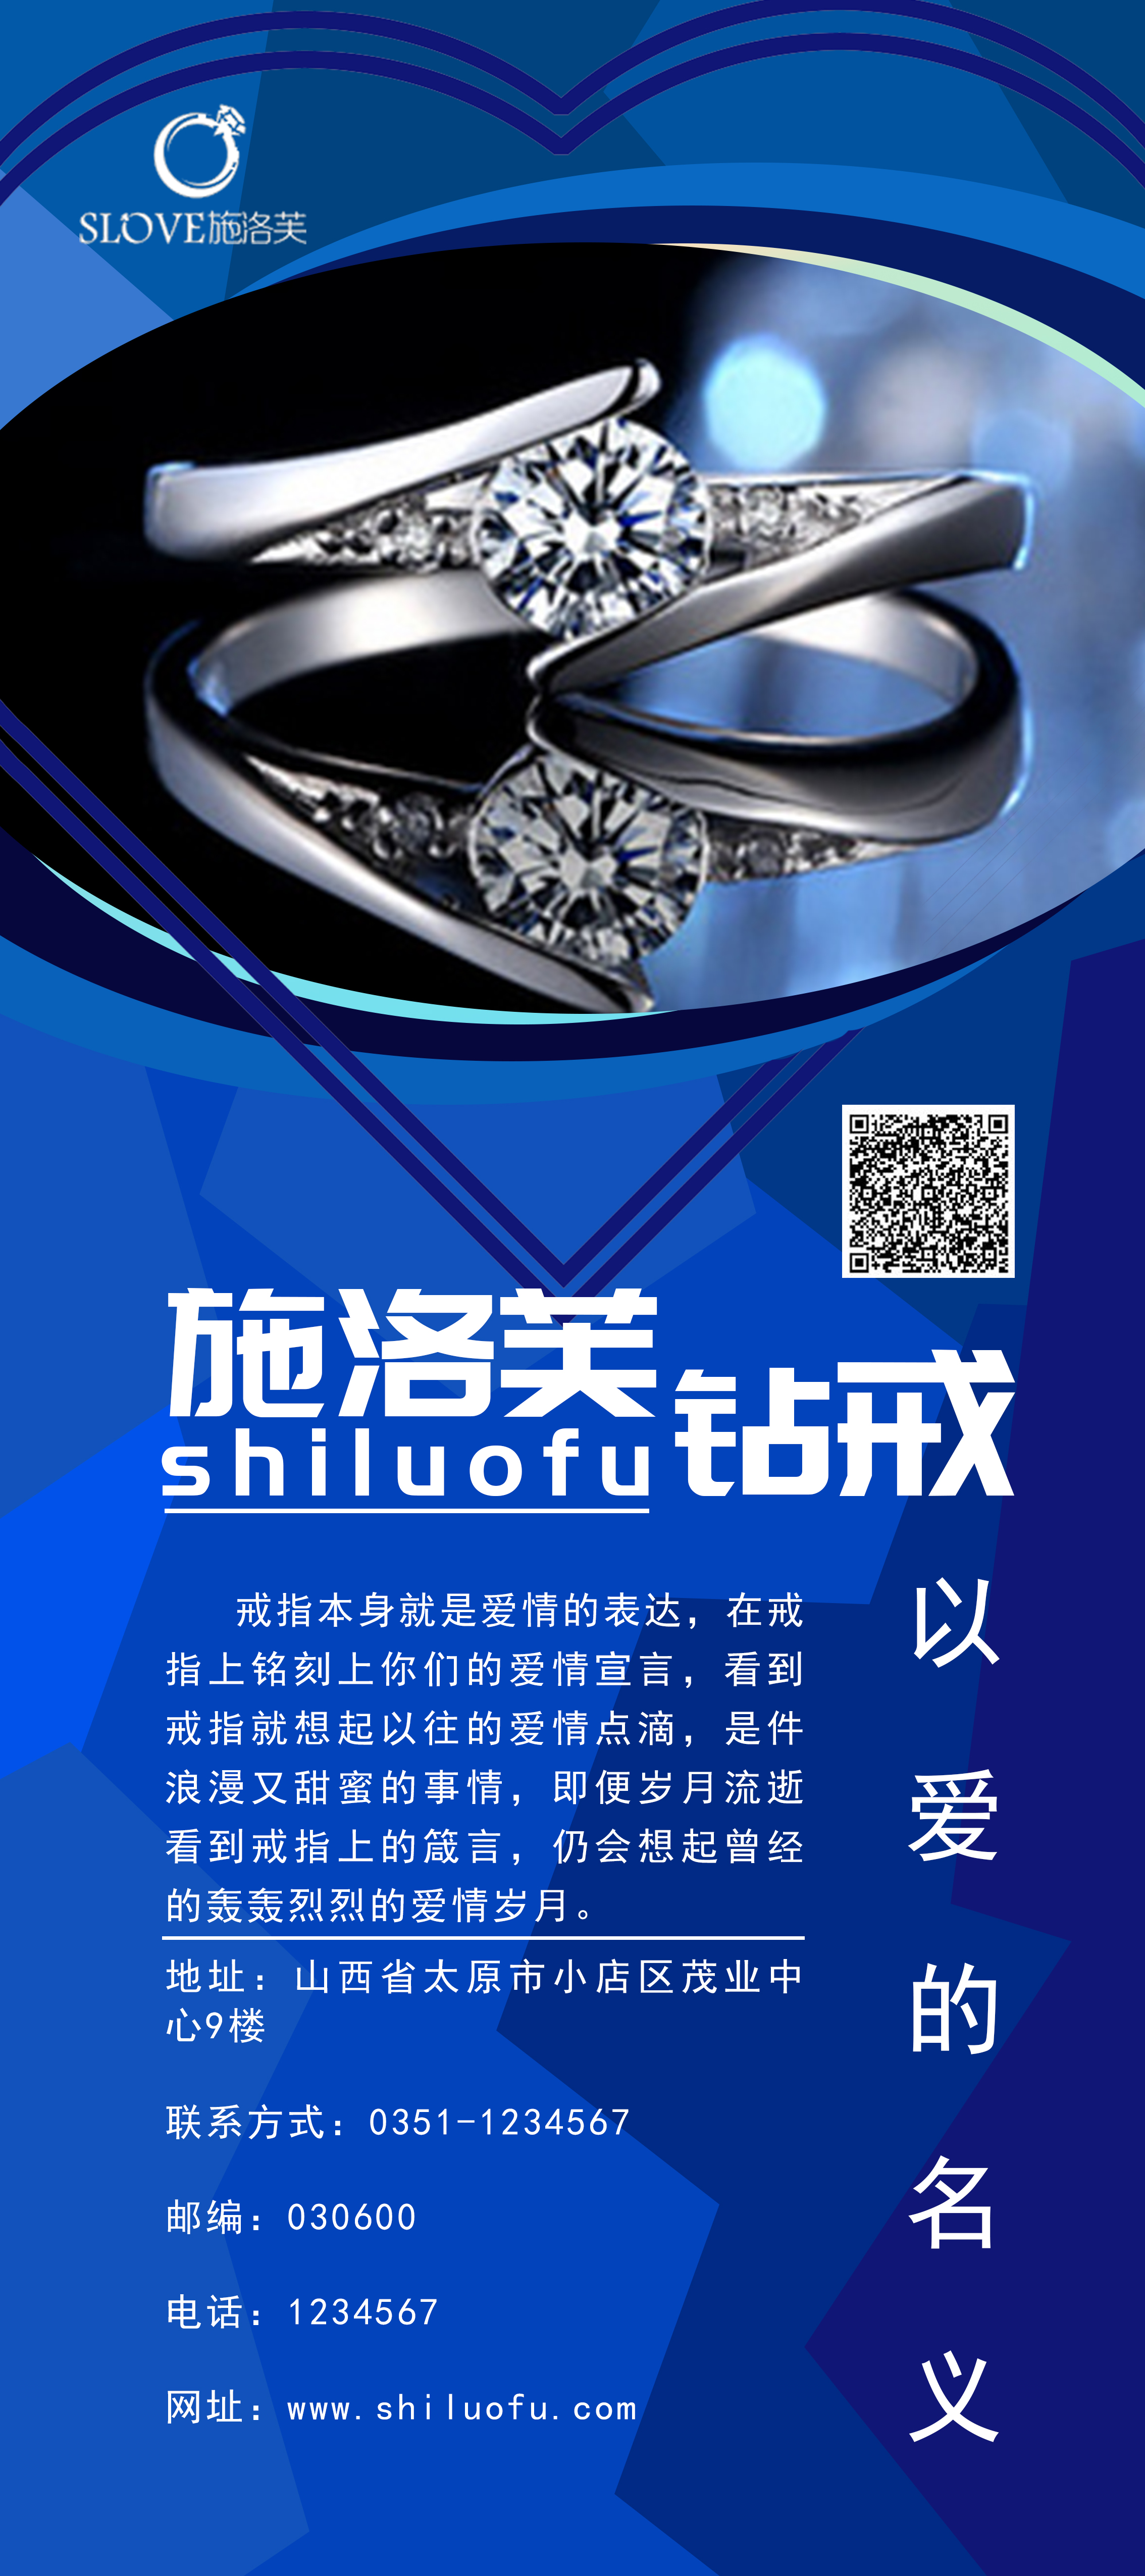 SLOVE施洛芙
施洛芙
shiluofu
钻戒
以爱的名义
戒指本身就是爱情的表达，在戒
指上铭刻上你们的爱情宣言，看到
戒指就想起以往的爱情点滴，是件
浪漫又甜蜜的事情，即便岁月流逝
看到戒指上的箴言，仍会想起曾经
的轰轰烈烈的爱情岁月。
地址：山西省太原市小店区茂业中
心9楼
联系方式：0351-1234567
邮编：030600
电话：1234567
网址：www.shiluofu.com